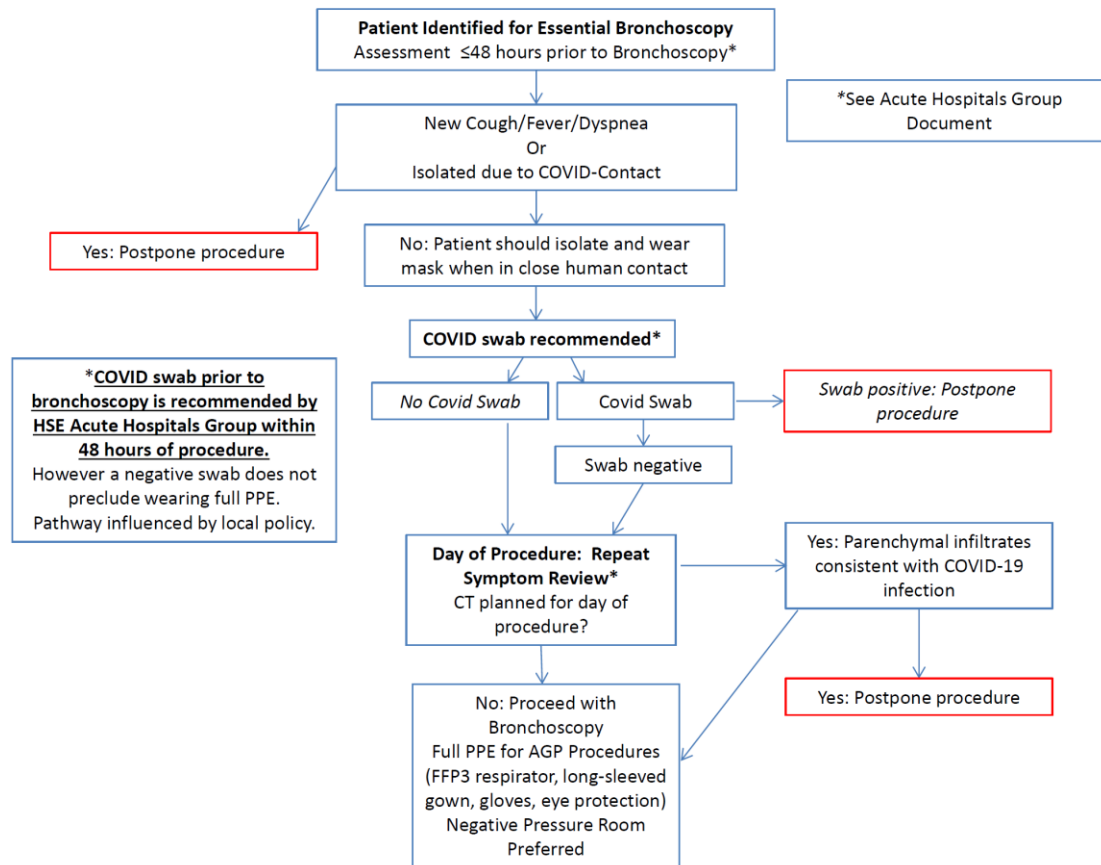 Patient Identified for Essential Bronchoscopy
Assessment ≤48 hours prior to Bronchoscopy*
*See Acute Hospitals Group
Document
New Cough/Fever/Dyspnea
Or
Isolated due to COVID-Contact
Yes: Postpone procedure
No: Patient should isolate and wear
mask when in close human contact
COVID swab recommended*
*COVID swab prior to
bronchoscopy is recommended by
HSE Acute Hospitals Group within
48 hours of procedure.
However a negative swab does not
preclude wearing full PPE.
Pathway influenced by local policy.
No Covid Swab
Covid Swab
Swab positive: Postpone
procedure
Swab negative
Day of Procedure: Repeat
Symptom Review*
CT planned for day of
procedure?
Yes: Parenchymal infiltrates
consistent with COVID-19
infection
Yes: Postpone procedure
No: Proceed with
Bronchoscopy
Full PPE for AGP Procedures
(FFP3 respirator, long-sleeved
gown, gloves, eye protection)
Negative Pressure Room
Preferred